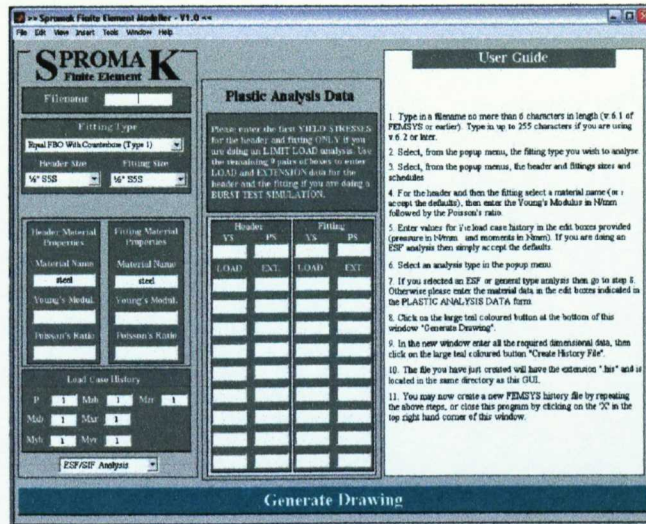 >> Spromak Finite Element Modeller - V1.0 <<
File Edit View Insert Tools Window Help
SPROMAK
Finite Element
Filename
Fitting Type
Equal FBO With Counterbore (Type 1)
Header Size Fitting Size
½" S5S ½" S5S
Header Material Properties
Material Name
steel
Young's Modul.
Poisson's Ratio
Fitting Material Properties
Material Name
steel
Young's Modul.
Poisson's Ratio
Load Case History
P 1 Mxb 1 Mzr 1
Mxb 1 Mxr 1
Myb 1 Myr 1
ESF/SIF Analysis
Plastic Analysis Data
Please enter the first YIELD STRESSES
for the header and fitting ONLY if you
are doing an LIMIT LOAD analysis. Use
the remaining 9 pairs of boxes to enter
LOAD and EXTENSION data for the
header and the fitting if you are doing a
BURST TEST SIMULATION.
Header Fitting
YS PS YS PS
LOAD EXT. LOAD EXT
User Guide
1. Type in a filename no more than 6 characters in length (v:6.1 of
FEMSYS or earlier). Type in up to 255 characters if you are using
v.6.2 or later.
2. Select, from the popup menu, the fitting type you wish to analyse.
3. Select, from the popup menus, the header and fittings sizes and
schedules
4. For the header and then the fitting select a material name (or
accept the defaults), then enter the Young's Modulus in N/mm
followed by the Poisson's ratio.
5. Enter values for the load case history in the edit boxes provided
(pressure in N/mm and moments in Nmm). If you are doing an
ESF analysis then simply accept the defaults.
6. Select an analysis type in the popup menu
7. If you selected an ESF or general type analysis then go to step 8.
Otherwise please enter the material data in the edit boxes indicated in
the PLASTIC ANALYSIS DATA form.
8. Click on the large teal coloured button at the bottom of this
window "Generate Drawing".
9. In the new window enter all the required dimensional data, then
click on the large teal coloured button "Create History File".
10. The file you have just created will have the extension ".his" and is
located in the same directory as this GUI.
11. You may now create a new FEMSYS history file by repeating
the above steps, or close this program by clicking on the 'X' in the
top right hand corner of this window.
Generate Drawing